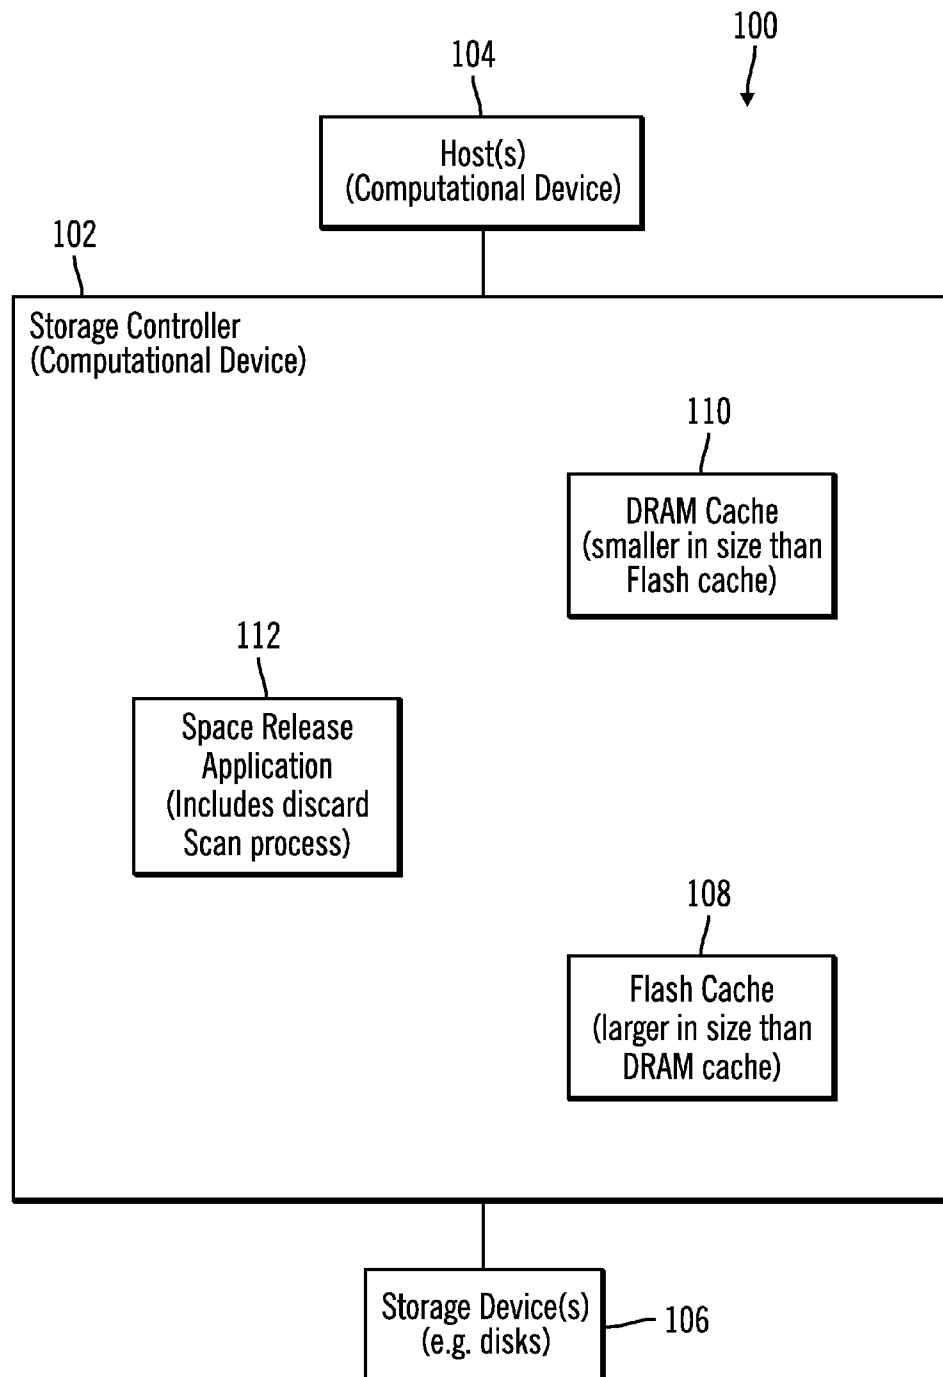 100
104
Host(s)
(Computational Device)
102
Storage Controller
(Computational Device)
110
DRAM Cache
(smaller in size than
Flash cache)
112
Space Release
Application
(Includes discard
Scan process)
108
Flash Cache
(larger in size than
DRAM cache)
Storage Device(s)
(e.g. disks)
106